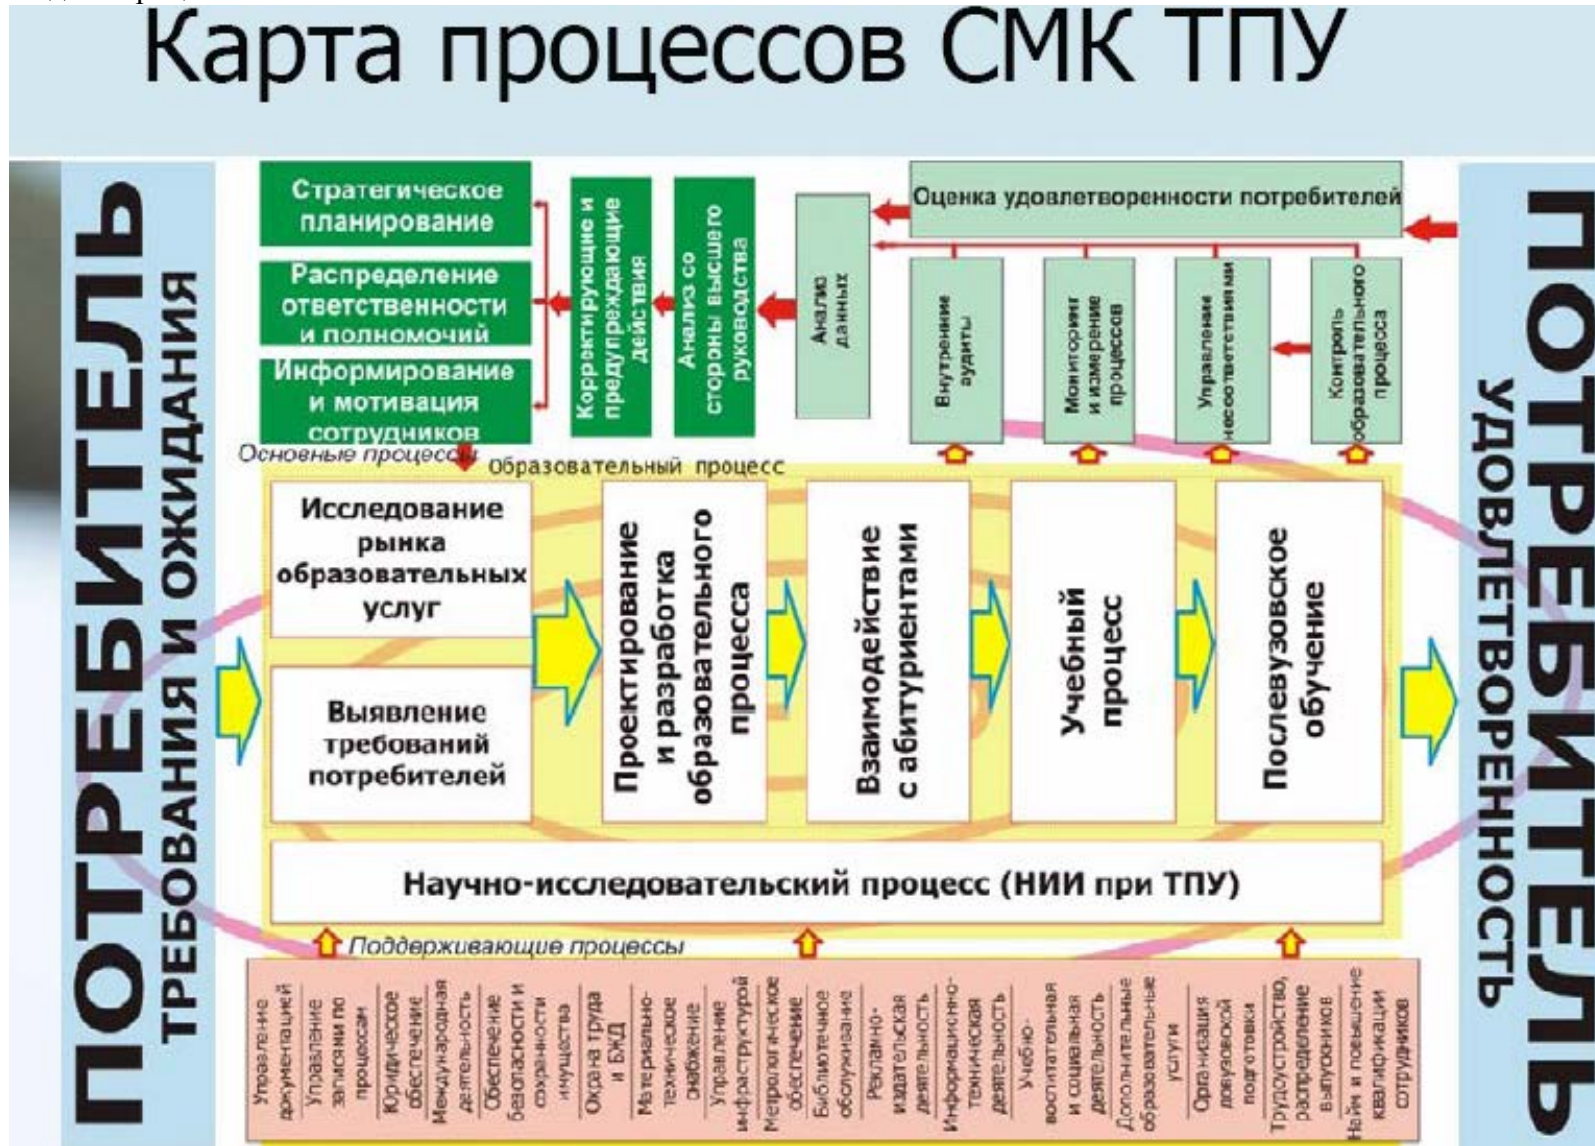 Карта процессов СМК ТПУ
ПОТРЕБИТЕЛЬ
ТРЕБОВАНИЯ И ОЖИДАНИЯ
Стратегическое
планирование
Распределение
ответственности
и полномочий
Информирование
и мотивация
сотрудников
Корректирующие и
предупреждающие
действия
Анализ со
стороны высшего
руководства
Анализ
данных
Оценка удовлетворенности потребителей
Внутренние
аудиты
Мониторинг
и измерение
процессов
Управление
несоответствиями
Контроль
образовательного
процесса
Основные процессы
Образовательный процесс
Исследование
рынка
образовательных
услуг
Выявление
требований
потребителей
Проектирование
и разработка
образовательного
процесса
Взаимодействие
с абитуриентами
Учебный
процесс
Послевузовское
обучение
Научно-исследовательский процесс (НИИ при ТПУ)
Поддерживающие процессы
Управление
документацией
Управление
записями по
процессам
Юридическое
обеспечение
Международная
деятельность
Обеспечение
безопасности и
сохранности
имущества
Охрана труда
и БЖД
Материально-
техническое
снабжение
Управление
инфраструктурой
Метрологическое
обеспечение
Библиотечное
обслуживание
Рекламно-
издательская
деятельность
Информационно-
техническая
деятельность
Учебно-
воспитательная
и социальная
деятельность
Дополнительные
образовательные
услуги
Организация
довузовской
подготовки
Трудоустройство,
распределение
выпускников
Найм и повышение
квалификации
сотрудников
ПОТРЕБИТЕЛЬ
УДОВЛЕТВОРЕННОСТЬ